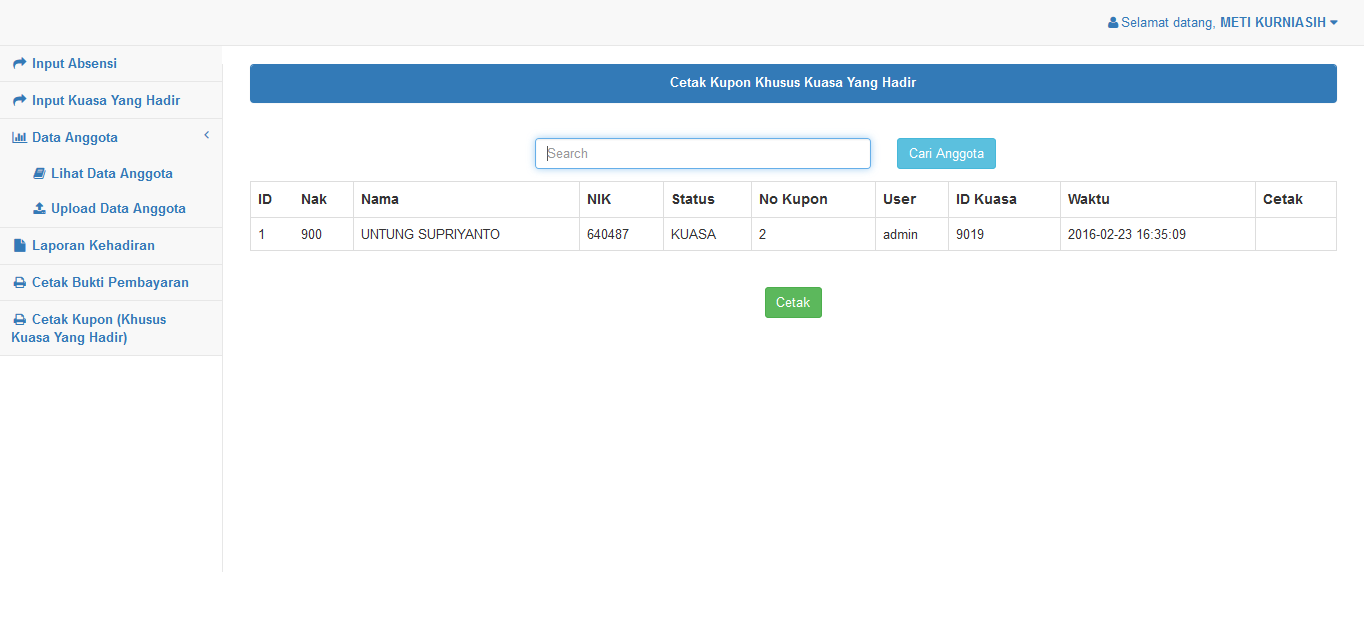 Selamat datang, METI KURNIASIH
Input Absensi
Input Kuasa Yang Hadir
Data Anggota
Lihat Data Anggota
Upload Data Anggota
Laporan Kehadiran
Cetak Bukti Pembayaran
Cetak Kupon (Khusus
Kuasa Yang Hadir)
Cetak Kupon Khusus Kuasa Yang Hadir
Search Cari Anggota
ID Nak Nama NIK Status No Kupon User ID Kuasa Waktu Cetak
1 900 UNTUNG SUPRIYANTO 640487 KUASA 2 admin 9019 2016-02-23 16:35:09
Cetak